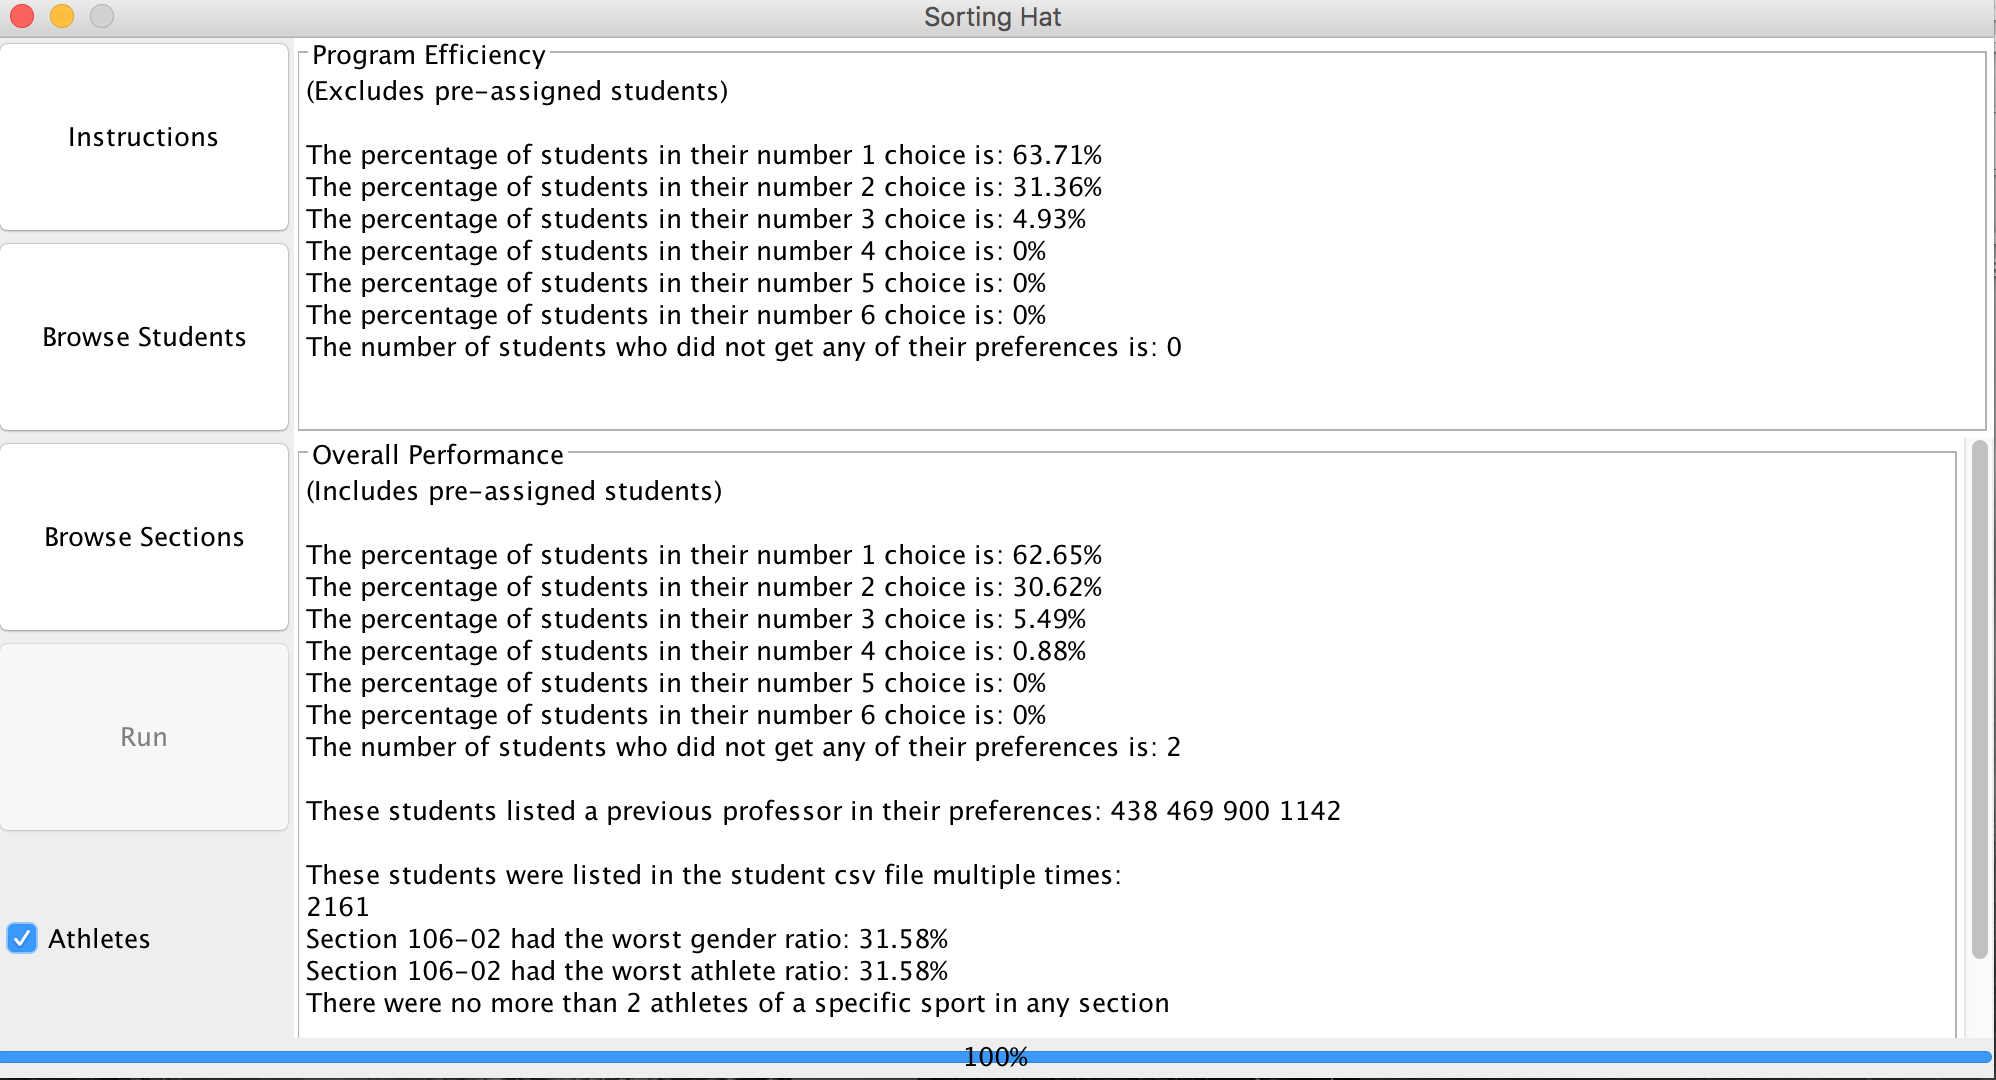 Sorting Hat
Instructions
Browse Students
Browse Sections
Run
Athletes
Program Efficiency
(Excludes pre-assigned students)
The percentage of students in their number 1 choice is: 63.71%
The percentage of students in their number 2 choice is: 31.36%
The percentage of students in their number 3 choice is: 4.93%
The percentage of students in their number 4 choice is: 0%
The percentage of students in their number 5 choice is: 0%
The percentage of students in their number 6 choice is: 0%
The number of students who did not get any of their preferences is: 0
Overall Performance
(Includes pre-assigned students)
The percentage of students in their number 1 choice is: 62.65%
The percentage of students in their number 2 choice is: 30.62%
The percentage of students in their number 3 choice is: 5.49%
The percentage of students in their number 4 choice is: 0.88%
The percentage of students in their number 5 choice is: 0%
The percentage of students in their number 6 choice is: 0%
The number of students who did not get any of their preferences is: 2
These students listed a previous professor in their preferences: 438 469 900 1142
These students were listed in the student csv file multiple times:
2161
Section 106-02 had the worst gender ratio: 31.58%
Section 106-02 had the worst athlete ratio: 31.58%
There were no more than 2 athletes of a specific sport in any section
100%